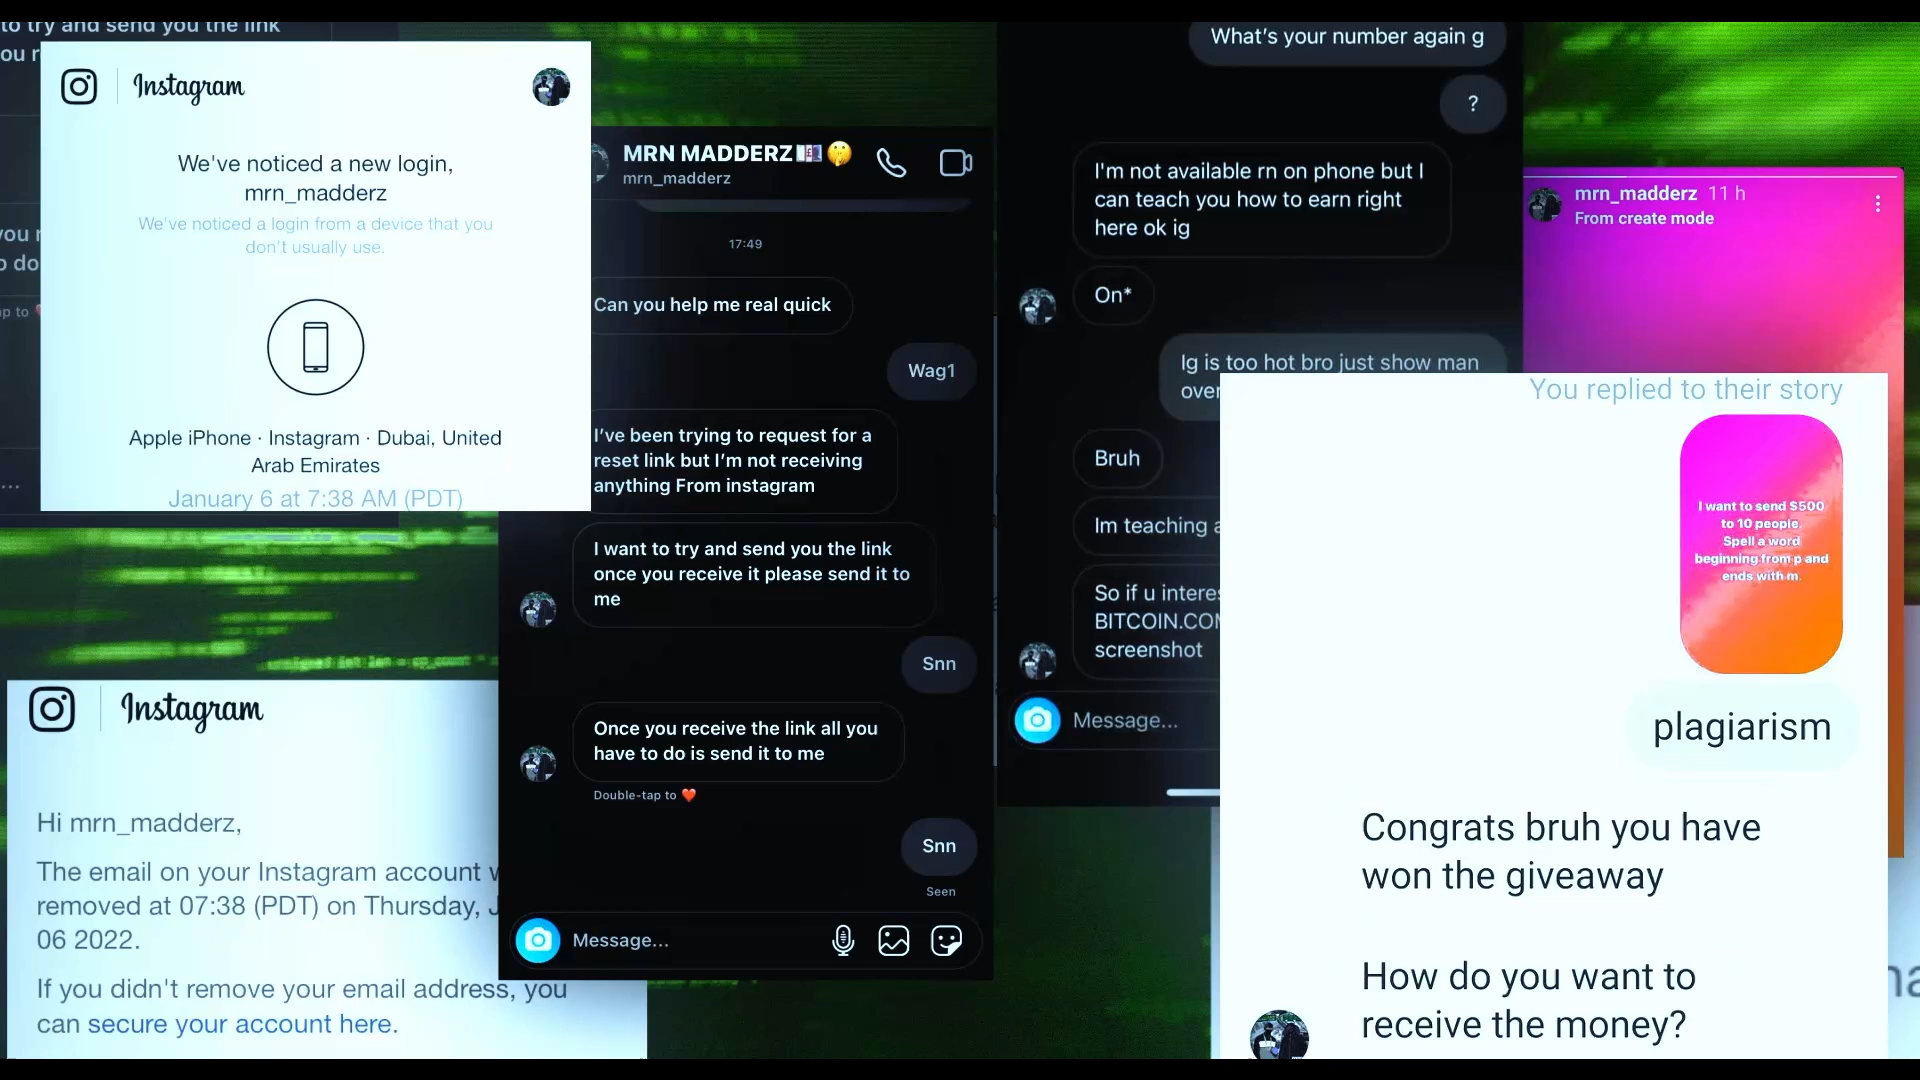 to try and send you the link
ou r
you r
o do
ap to ❤️
...
Instagram
We've noticed a new login,
mrn_madderz
We've noticed a login from a device that you
don't usually use.
Apple iPhone · Instagram · Dubai, United
Arab Emirates
January 6 at 7:38 AM (PDT)
Instagram
Hi mrn_madderz,
The email on your Instagram account w
removed at 07:38 (PDT) on Thursday, J
06 2022.
If you didn't remove your email address, you
can secure your account here.
MRN MADDERZ💷🤫
mrn_madderz
17:49
Can you help me real quick
Wag1
I've been trying to request for a
reset link but I'm not receiving
anything From instagram
I want to try and send you the link
once you receive it please send it to
me
Snn
Once you receive the link all you
have to do is send it to me
Double-tap to ❤️
Snn
Seen
Message...
What's your number again g
?
I'm not available rn on phone but I
can teach you how to earn right
here ok ig
On*
Ig is too hot bro just show man
over
Bruh
Im teaching a
So if u interes
BITCOIN.COM
screenshot
Message...
mrn_madderz 11 h
From create mode
You replied to their story
I want to send $500
to 10 people.
Spell a word
beginning from p and
ends with m.
plagiarism
Congrats bruh you have
won the giveaway
How do you want to
receive the money?